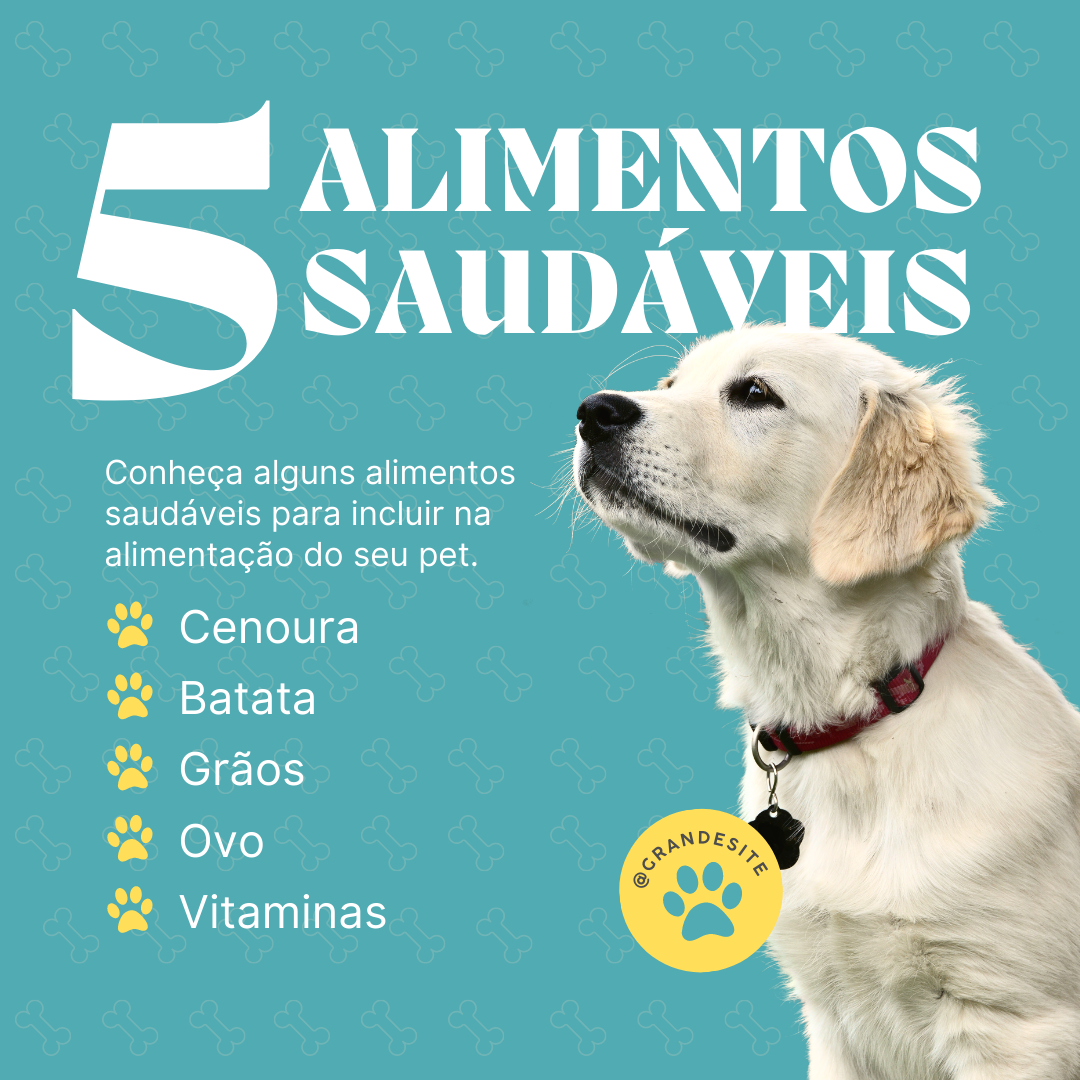 5 ALIMENTOS
SAUDÁVEIS
Conheça alguns alimentos
saudáveis para incluir na
alimentação do seu pet.
Cenoura
Batata
Grãos
Ovo
Vitaminas
@GRANDESITE